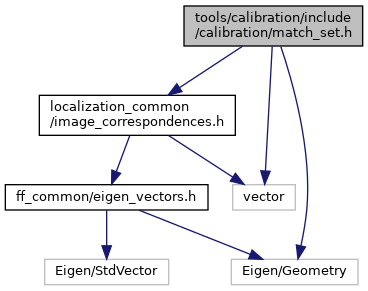 tools/calibration/include
/calibration/match_set.h
localization_common
/image_correspondences.h
ff_common/eigen_vectors.h
vector
Eigen/StdVector
Eigen/Geometry